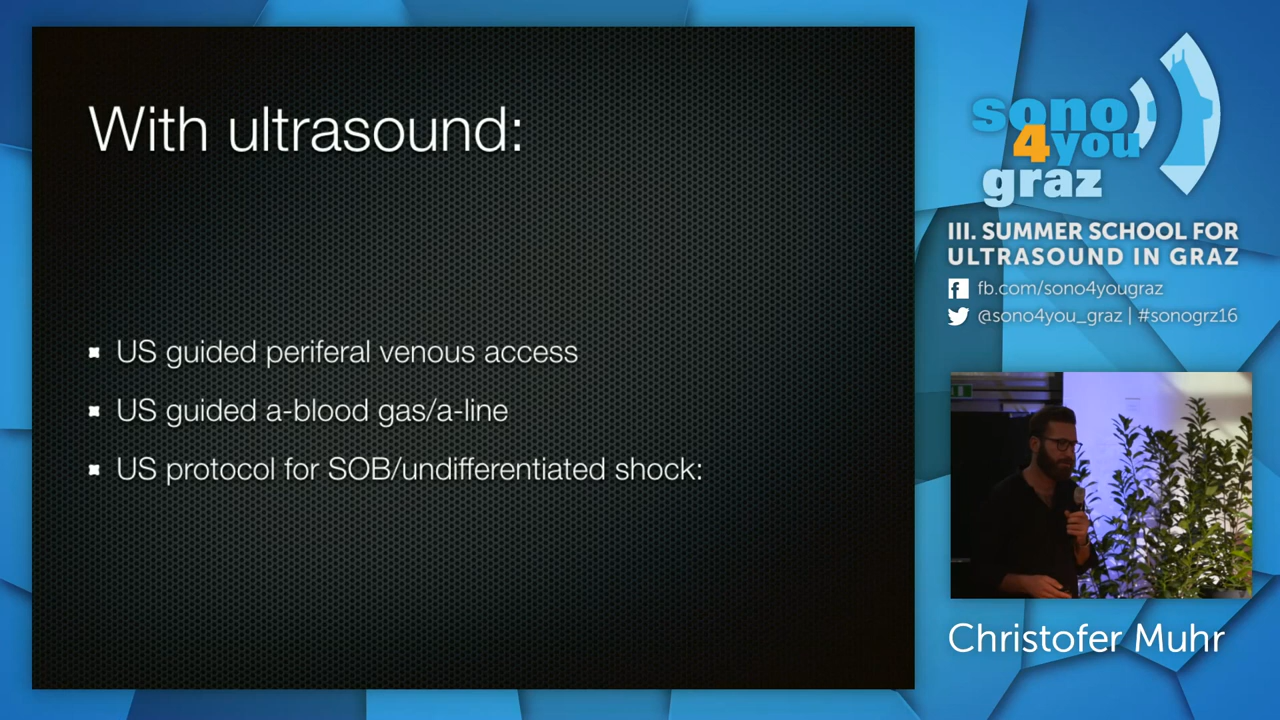 With ultrasound:
US guided periferal venous access
US guided a-blood gas/a-line
US protocol for SOB/undifferentiated shock:
sono
4you
graz
III. SUMMER SCHOOL FOR
ULTRASOUND IN GRAZ
fb.com/sono4yougraz
@sono4you_graz | #sonogrz16
Christofer Muhr